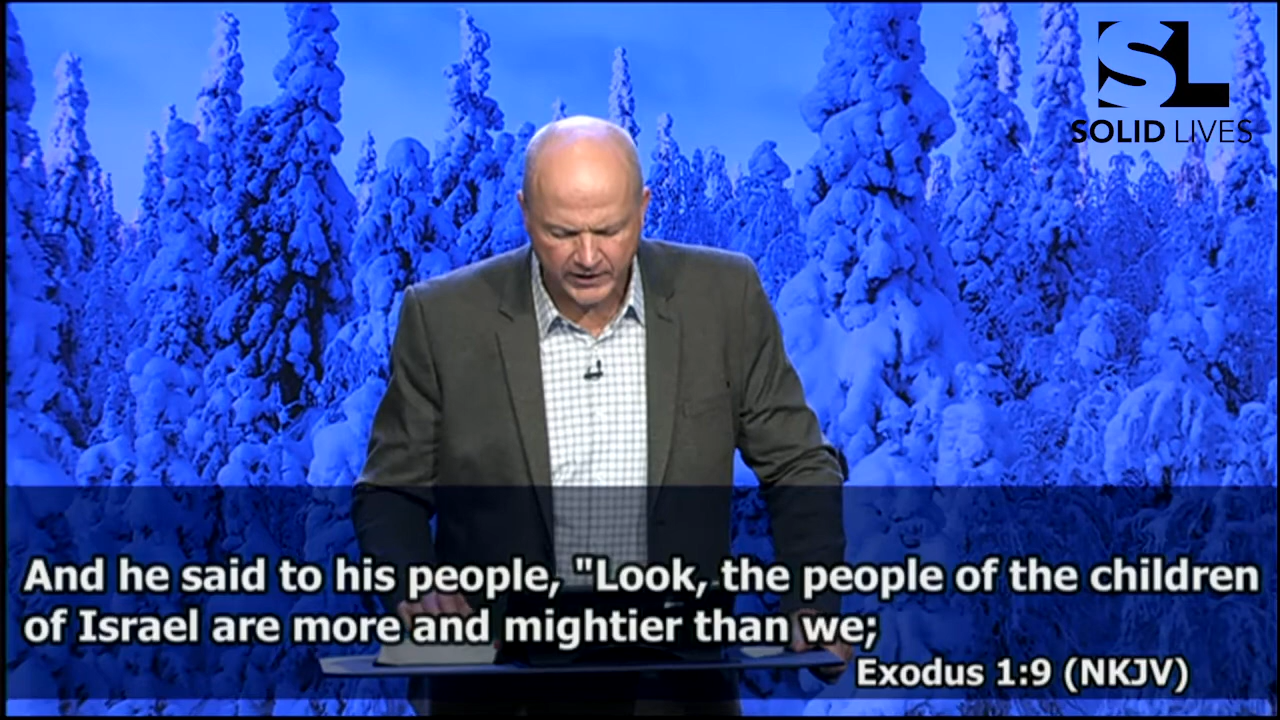 SL
SOLID LIVES
And he said to his people, "Look, the people of the children
of Israel are more and mightier than we;
Exodus 1:9 (NKJV)